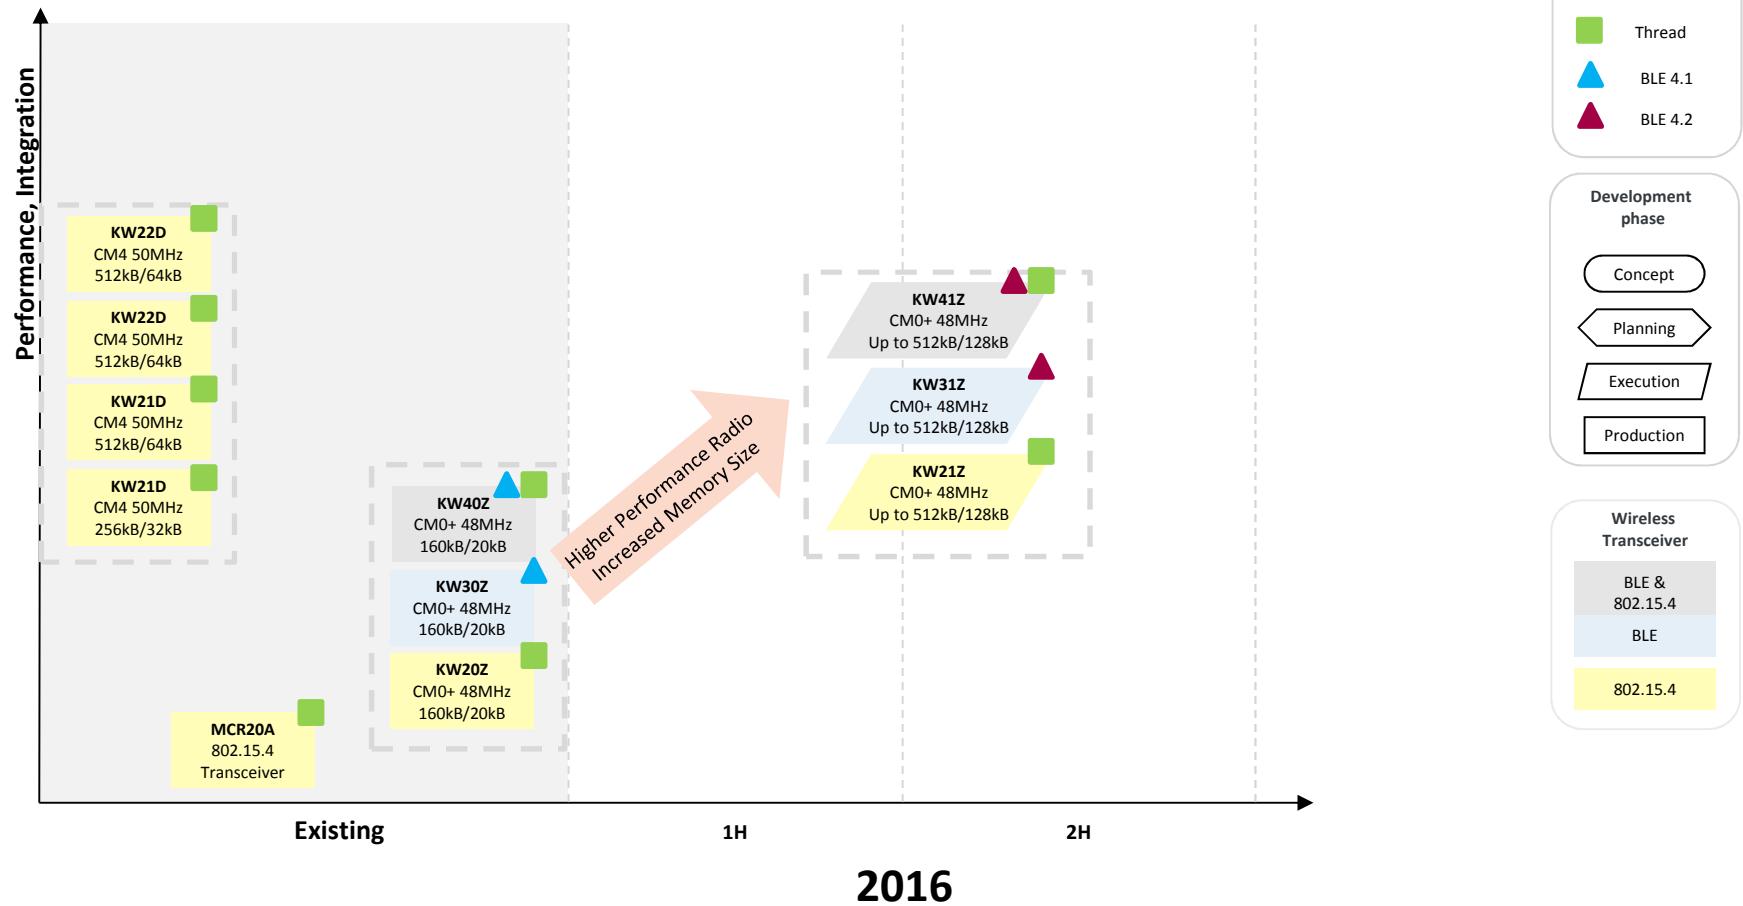 Performance, Integration
KW22D
CM4 50MHz
512kB/64kB
KW22D
CM4 50MHz
512kB/64kB
KW21D
CM4 50MHz
512kB/64kB
KW21D
CM4 50MHz
256kB/32kB
MCR20A
802.15.4
Transceiver
KW40Z
CM0+ 48MHz
160kB/20kB
KW30Z
CM0+ 48MHz
160kB/20kB
KW20Z
CM0+ 48MHz
160kB/20kB
Higher Performance Radio
Increased Memory Size
KW41Z
CM0+ 48MHz
Up to 512kB/128kB
KW31Z
CM0+ 48MHz
Up to 512kB/128kB
KW21Z
CM0+ 48MHz
Up to 512kB/128kB
Existing
1H
2H
2016
Thread
BLE 4.1
BLE 4.2
Development
phase
Concept
Planning
Execution
Production
Wireless
Transceiver
BLE &
802.15.4
BLE
802.15.4